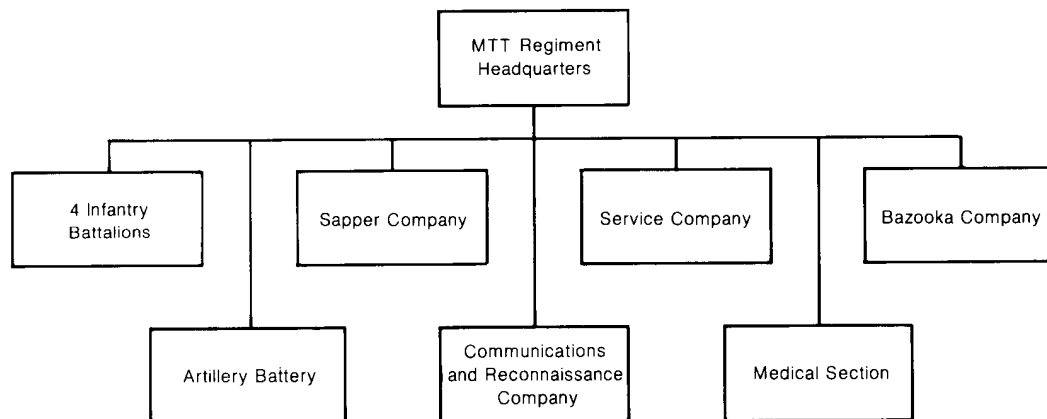 MTT Regiment
Headquarters
4 Infantry
Battalions
Sapper Company
Service Company
Bazooka Company
Artillery Battery
Communications
and Reconnaissance
Company
Medical Section